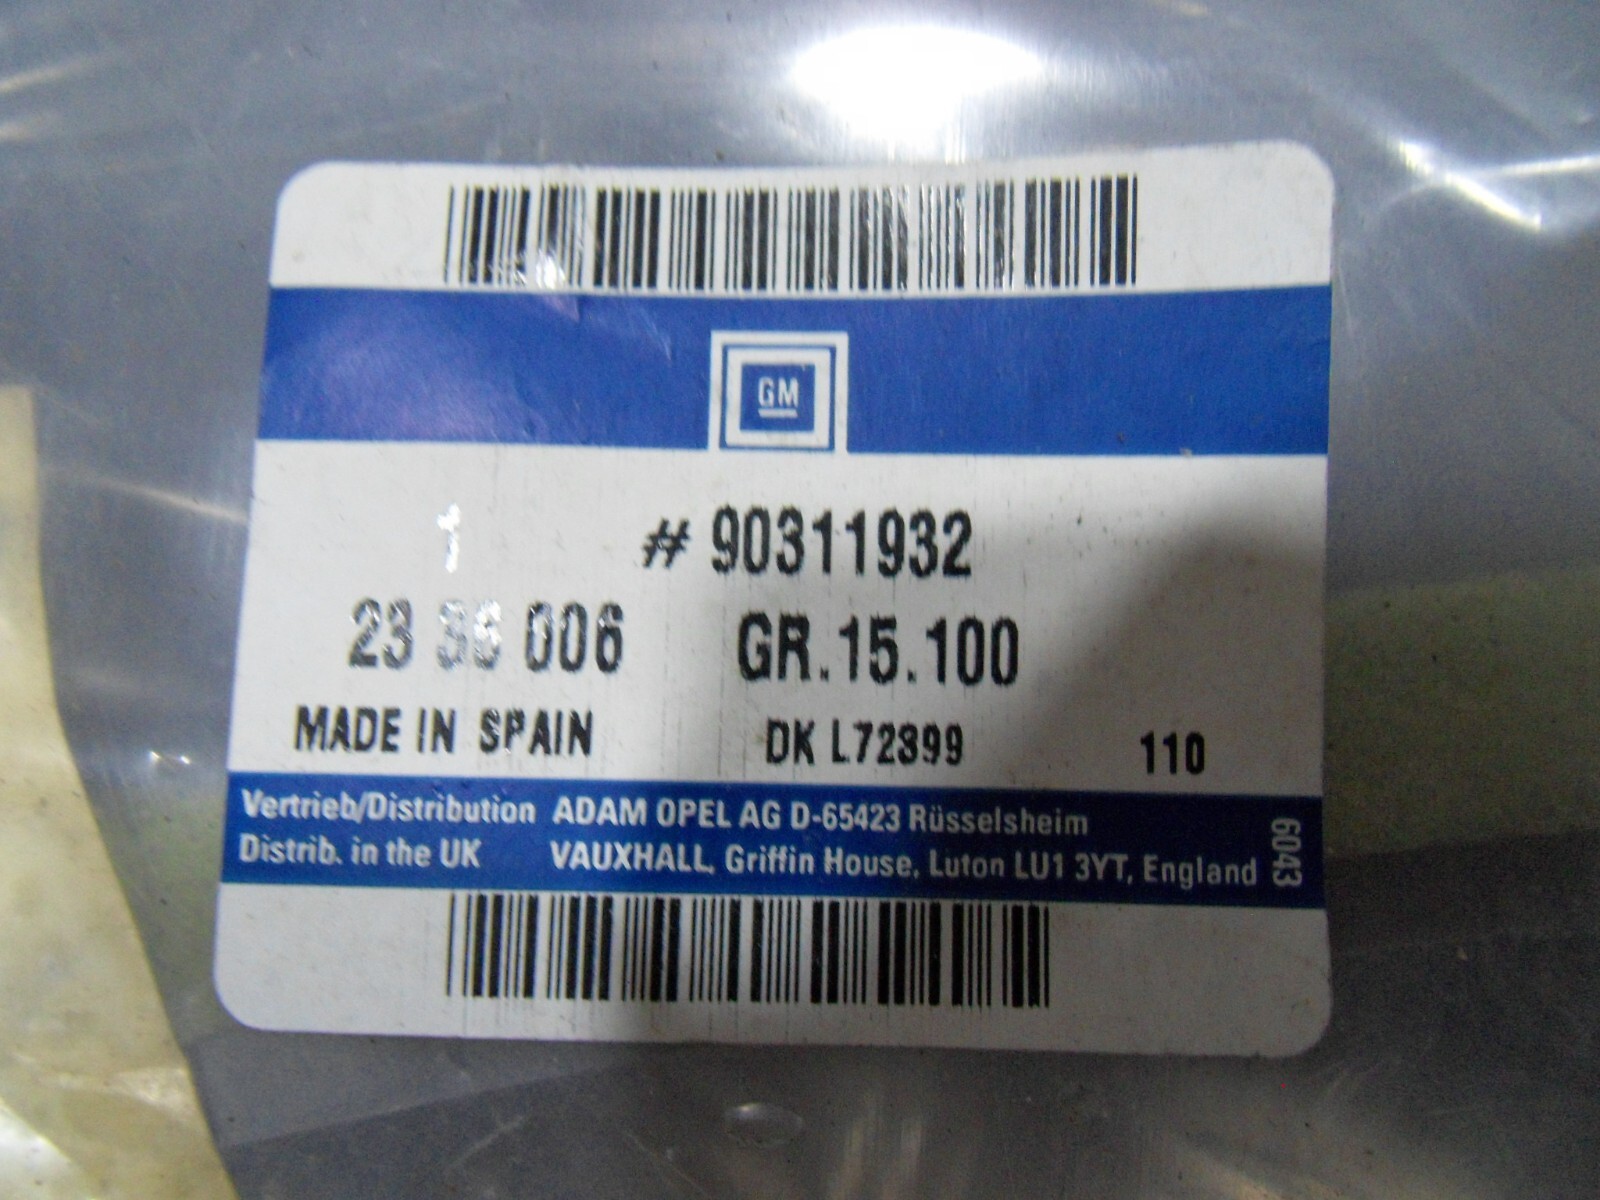 GM
1 # 90311932
23 36 006 GR.15.100
MADE IN SPAIN DK L72399 110
Vertrieb/Distribution ADAM OPEL AG D-65423 Rüsselsheim
Distrib. in the UK VAUXHALL, Griffin House, Luton LU1 3YT, England
6043